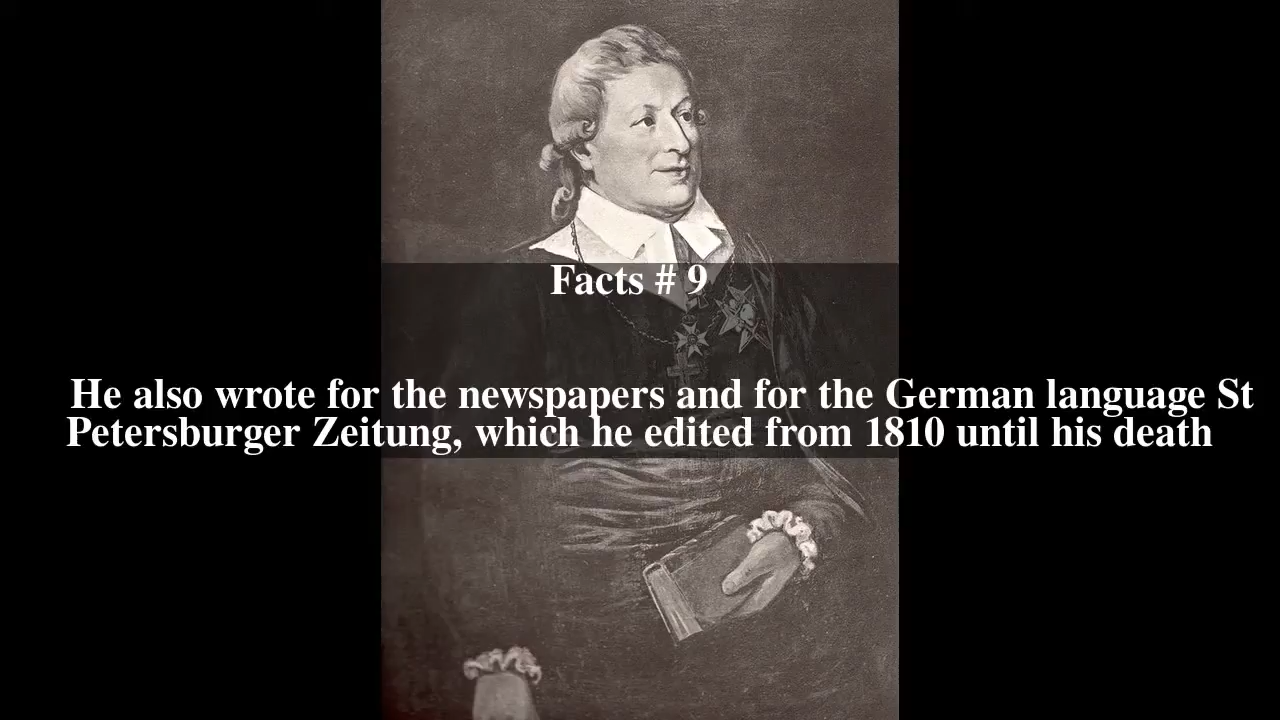 Facts # 9
He also wrote for the newspapers and for the German language St
Petersburger Zeitung, which he edited from 1810 until his death